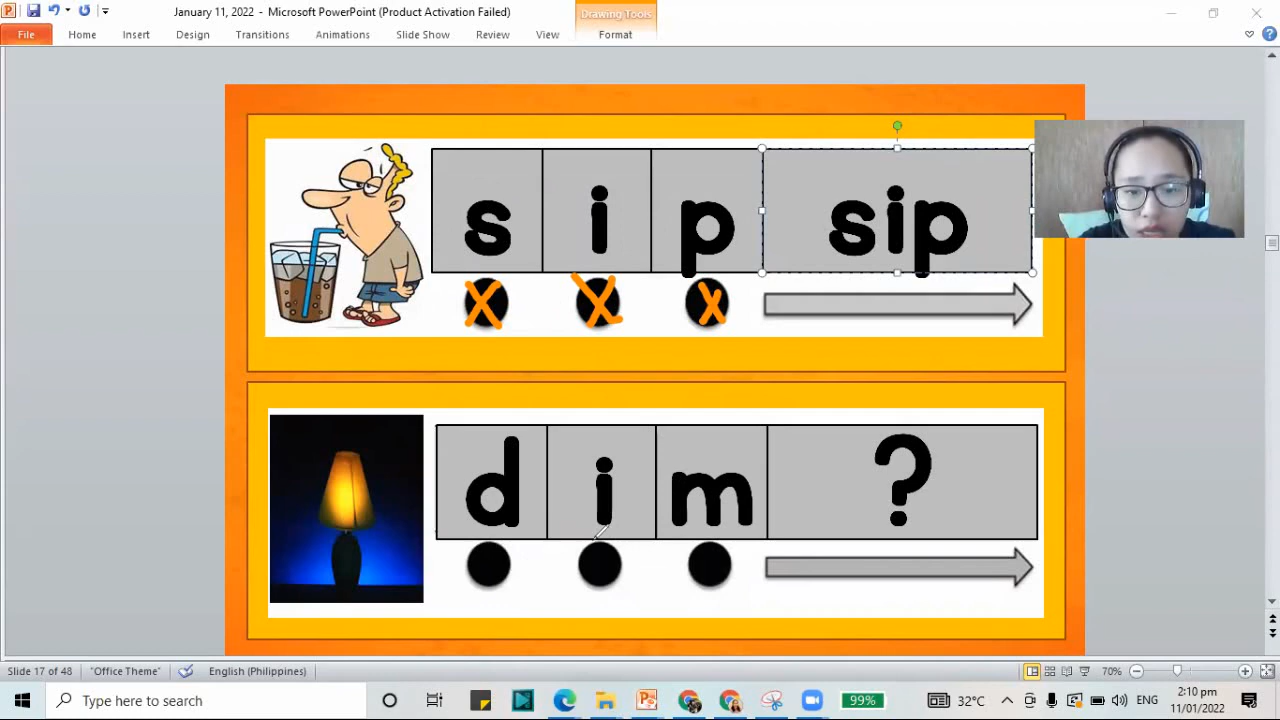 January 11, 2022 - Microsoft PowerPoint (Product Activation Failed)
Drawing Tools
File Home Insert Design Transitions Animations Slide Show Review View Format
s i p sip
x x x
d i m ?
Slide 17 of 48 "Office Theme" English (Philippines) 70%
Type here to search
99% 32°C ENG 2:10 pm
11/01/2022